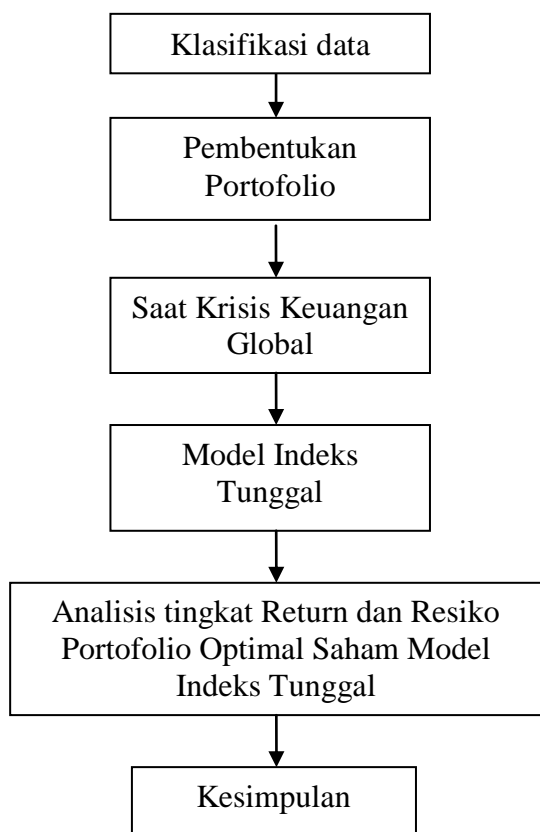 Klasifikasi data
Pembentukan
Portofolio
Saat Krisis Keuangan
Global
Model Indeks
Tunggal
Analisis tingkat Return dan Resiko
Portofolio Optimal Saham Model
Indeks Tunggal
Kesimpulan